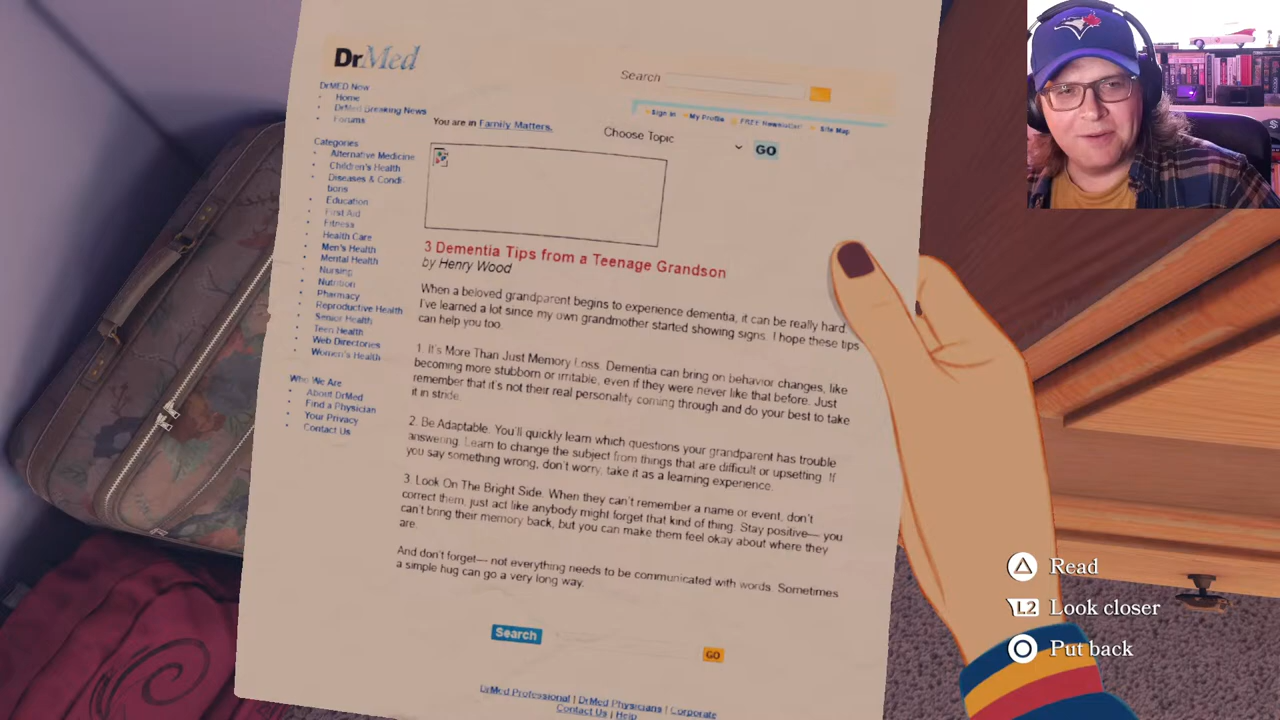 DrMed
DrMED Now
Home
DrMed Breaking News
Forums
Categories
Alternative Medicine
Children's Health
Diseases & Condi-
tions
Education
First Aid
Fitness
Health Care
Men's Health
Mental Health
Nursing
Nutrition
Pharmacy
Reproductive Health
Senior Health
Teen Health
Web Directories
Women's Health
Who We Are
About DrMed
Find a Physician
Your Privacy
Contact Us
Search
Sign In My Profile FREE Newsletter Site Map
You are in Family Matters.
Choose Topic
GO
3 Dementia Tips from a Teenage Grandson
by Henry Wood
When a beloved grandparent begins to experience dementia, it can be really hard.
I've learned a lot since my own grandmother started showing signs. I hope these tips
can help you too.
1. It's More Than Just Memory Loss. Dementia can bring on behavior changes, like
becoming more stubborn or irritable, even if they were never like that before. Just
remember that it's not their real personality coming through and do your best to take
it in stride.
2. Be Adaptable. You'll quickly learn which questions your grandparent has trouble
answering. Learn to change the subject from things that are difficult or upsetting. If
you say something wrong, don't worry, take it as a learning experience.
3. Look On The Bright Side. When they can't remember a name or event, don't
correct them, just act like anybody might forget that kind of thing. Stay positive— you
can't bring their memory back, but you can make them feel okay about where they
are.
And don't forget— not everything needs to be communicated with words. Sometimes
a simple hug can go a very long way.
Search
GO
DrMed Professional | DrMed Physicians | Corporate
Contact Us | Help
Read
L2 Look closer
Put back